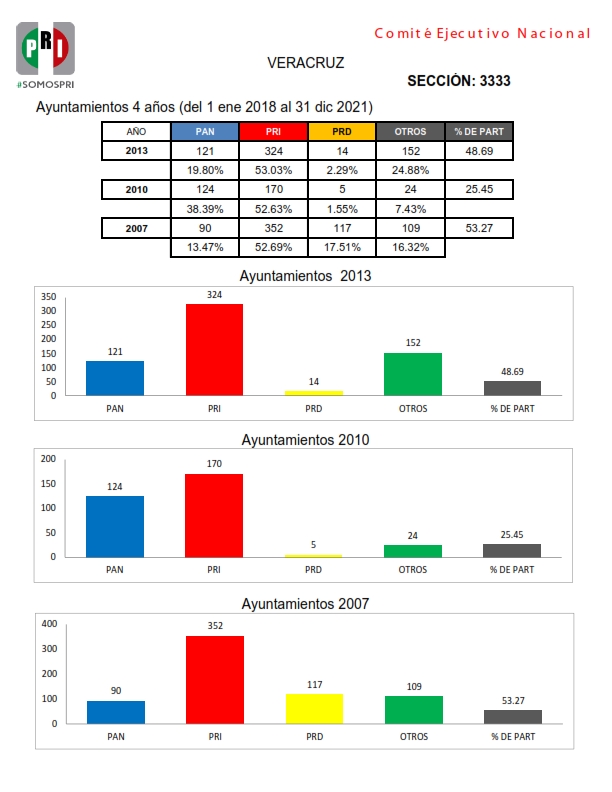 Comité Ejecutivo Nacional
PRI
#SOMOSPRI
VERACRUZ
SECCIÓN: 3333
Ayuntamientos 4 años (del 1 ene 2018 al 31 dic 2021)
AÑO PAN PRI PRD OTROS % DE PART
2013 121 324 14 152 48.69
19.80% 53.03% 2.29% 24.88%
2010 124 170 5 24 25.45
38.39% 52.63% 1.55% 7.43%
2007 90 352 117 109 53.27
13.47% 52.69% 17.51% 16.32%
Ayuntamientos 2013
350
300
250
200
150
100
50
0
121 324 14 152 48.69
PAN PRI PRD OTROS % DE PART
Ayuntamientos 2010
200
150
100
50
0
124 170 5 24 25.45
PAN PRI PRD OTROS % DE PART
Ayuntamientos 2007
400
300
200
100
0
90 352 117 109 53.27
PAN PRI PRD OTROS % DE PART